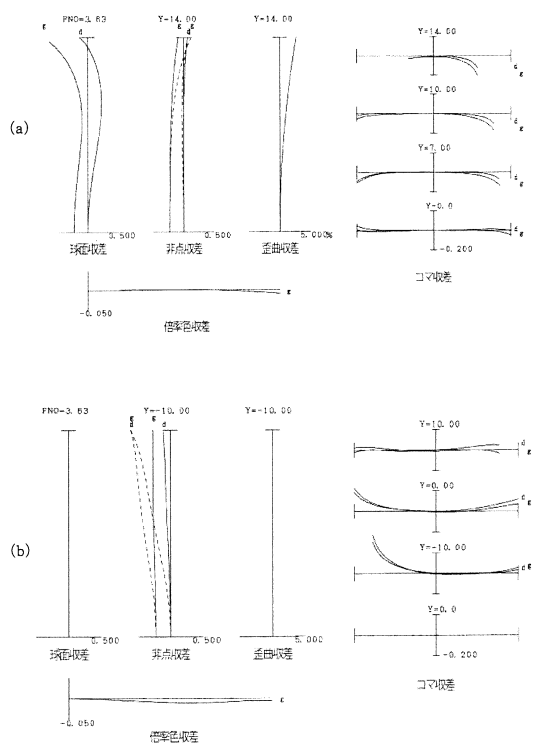 (a)
FNO=3.63
g
d
0.500
球面収差
Y=14.00
g g
d
0.500
非点収差
Y=14.00
5.000%
歪曲収差
-0.050
g
倍率色収差
Y=14.00
d
g
Y=10.00
d
g
Y=7.00
d
g
Y=0.0
d
g
-0.200
コマ収差
(b)
FNO=3.63
0.500
球面収差
Y=-10.00
g g
d d
0.500
非点収差
Y=-10.00
5.000
歪曲収差
-0.050
g
倍率色収差
Y=10.00
d
g
Y=0.00
d
g
Y=-10.00
g
d
Y=0.0
-0.200
コマ収差